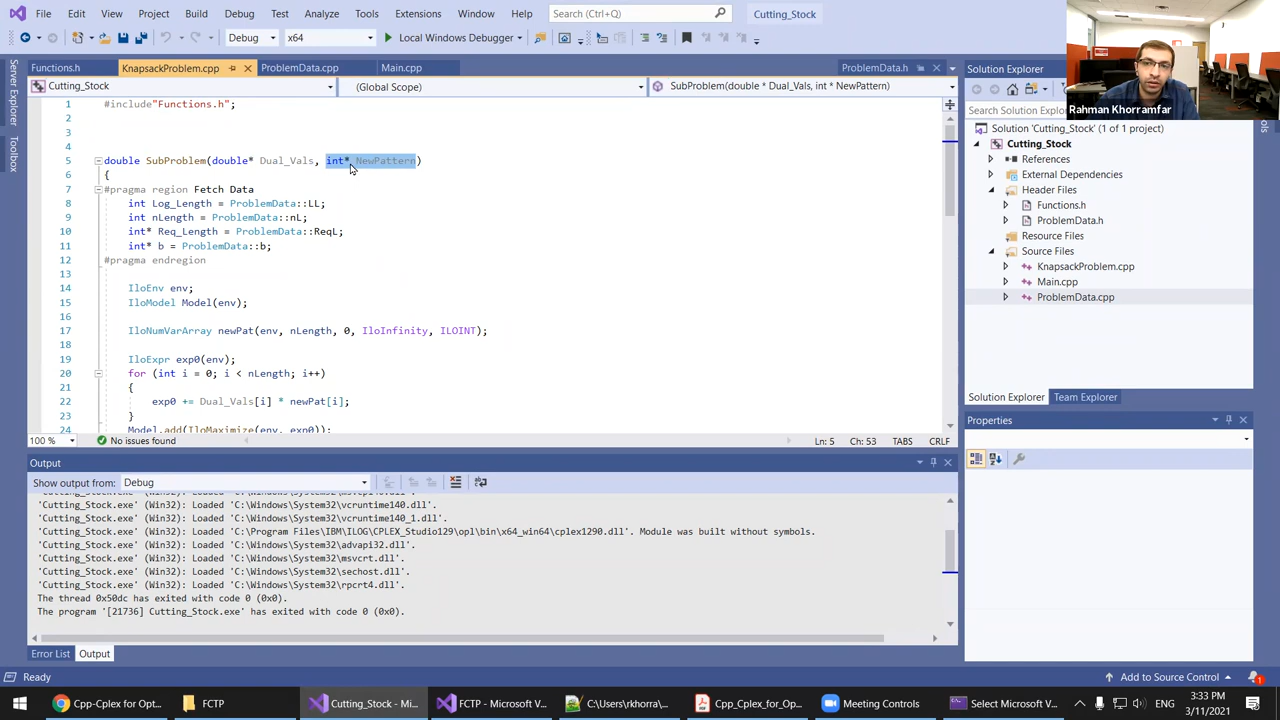 File Edit View Project Build Debug Test Analyze Tools Extensions Window Help Search (Ctrl+Q) Cutting_Stock
Debug x64 Local Windows Debugger
Rahman Khorramfar
Server Explorer
Toolbox
Functions.h KnapsackProblem.cpp ProblemData.cpp Main.cpp ProblemData.h
Cutting_Stock (Global Scope) SubProblem(double * Dual_Vals, int * NewPattern)
1 #include"Functions.h";
2
3
4
5 double SubProblem(double* Dual_Vals, int* NewPattern)
6 {
7 #pragma region Fetch Data
8 int Log_Length = ProblemData::LL;
9 int nLength = ProblemData::nL;
10 int* Req_Length = ProblemData::ReqL;
11 int* b = ProblemData::b;
12 #pragma endregion
13
14 IloEnv env;
15 IloModel Model(env);
16
17 IloNumVarArray newPat(env, nLength, 0, IloInfinity, ILOINT);
18
19 IloExpr exp0(env);
20 for (int i = 0; i < nLength; i++)
21 {
22 exp0 += Dual_Vals[i] * newPat[i];
23 }
24 Model.add(IloMaximize(env, exp0));
100 % No issues found Ln: 5 Ch: 53 TABS CRLF
Output
Show output from: Debug
'Cutting_Stock.exe' (Win32): Loaded 'C:\Windows\System32\vcruntime140.dll'.
'Cutting_Stock.exe' (Win32): Loaded 'C:\Windows\System32\vcruntime140_1.dll'.
'Cutting_Stock.exe' (Win32): Loaded 'C:\Program Files\IBM\ILOG\CPLEX_Studio129\opl\bin\x64_win64\cplex1290.dll'. Module was built without symbols.
'Cutting_Stock.exe' (Win32): Loaded 'C:\Windows\System32\advapi32.dll'.
'Cutting_Stock.exe' (Win32): Loaded 'C:\Windows\System32\msvcrt.dll'.
'Cutting_Stock.exe' (Win32): Loaded 'C:\Windows\System32\sechost.dll'.
'Cutting_Stock.exe' (Win32): Loaded 'C:\Windows\System32\rpcrt4.dll'.
The thread 0x50dc has exited with code 0 (0x0).
The program '[21736] Cutting_Stock.exe' has exited with code 0 (0x0).
Error List Output
Solution Explorer
Search Solution Explo
Solution 'Cutting_Stock' (1 of 1 project)
Cutting_Stock
References
External Dependencies
Header Files
Functions.h
ProblemData.h
Resource Files
Source Files
KnapsackProblem.cpp
Main.cpp
ProblemData.cpp
Solution Explorer Team Explorer
Properties
Ready Add to Source Control 1
Cpp-Cplex for Opt... FCTP Cutting_Stock - Mi... FCTP - Microsoft V... C:\Users\rkhorra\... Cpp_Cplex_for_Opt... Meeting Controls Select Microsoft V...
3:33 PM
3/11/2021